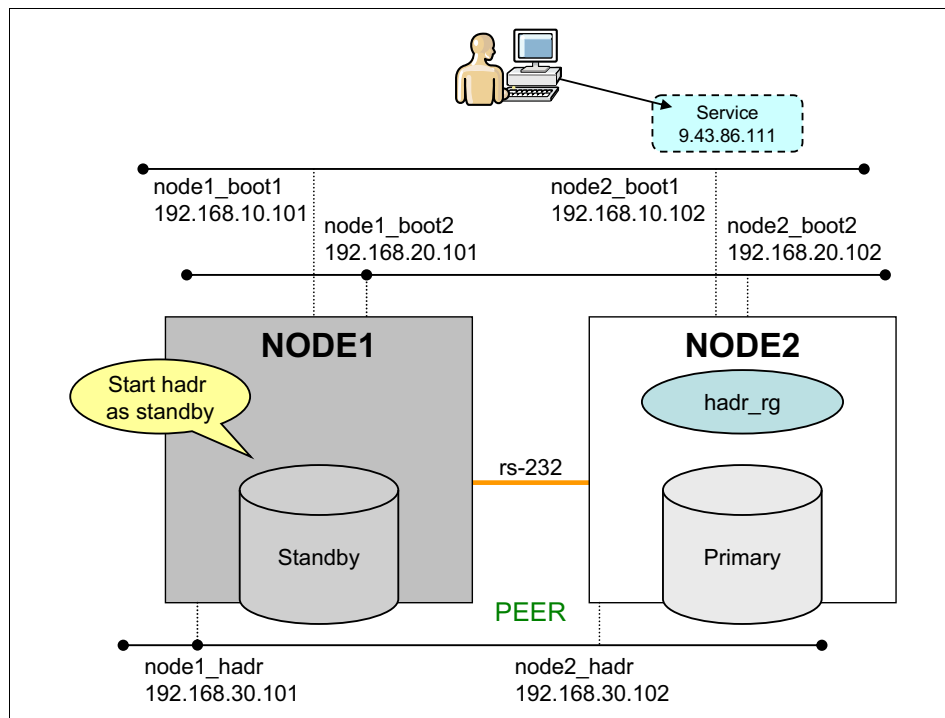 Service
9.43.86.111
node1_boot1
192.168.10.101
node2_boot1
192.168.10.102
node1_boot2
192.168.20.101
node2_boot2
192.168.20.102
NODE1
NODE2
Start hadr
as standby
hadr_rg
rs-232
Standby
Primary
PEER
node1_hadr
192.168.30.101
node2_hadr
192.168.30.102